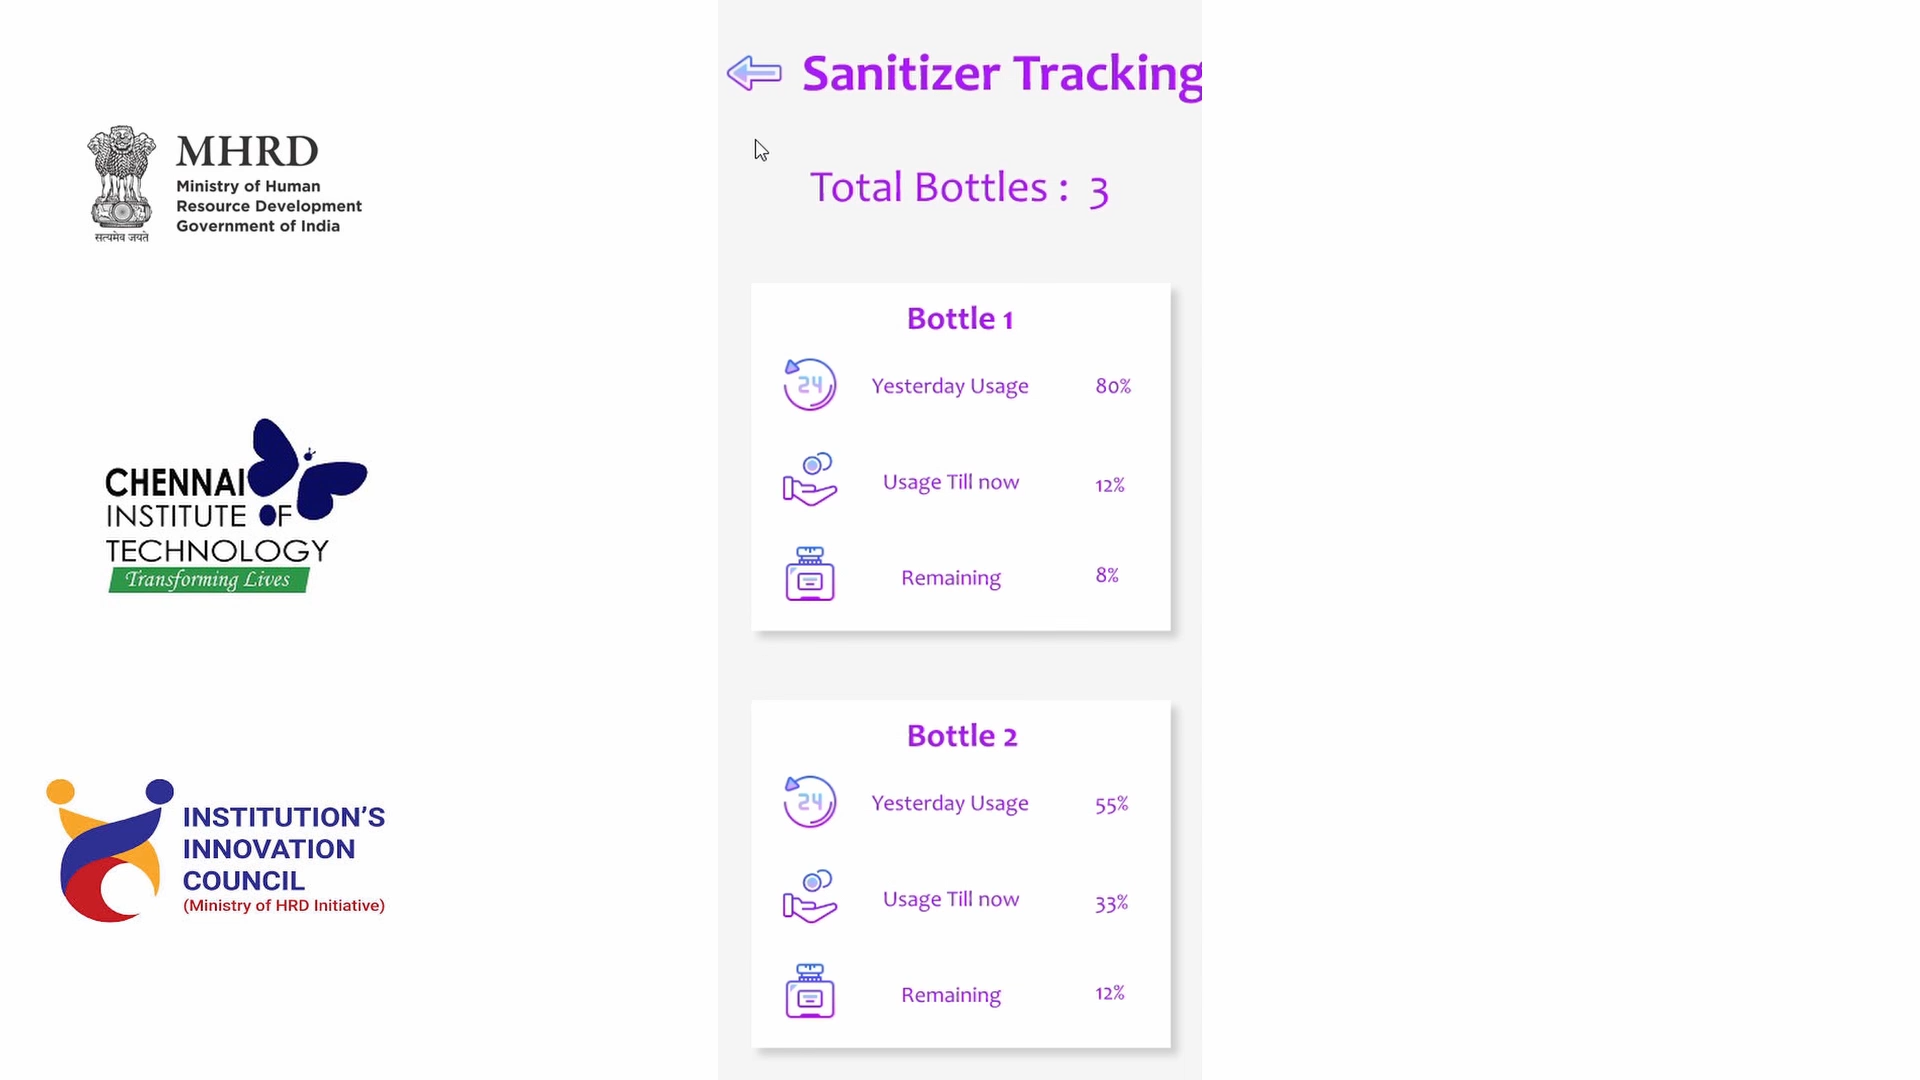 MHRD
Ministry of Human
Resource Development
Government of India
सत्यमेव जयते
CHENNAI
INSTITUTE OF
TECHNOLOGY
Transforming Lives
INSTITUTION'S
INNOVATION
COUNCIL
(Ministry of HRD Initiative)
Sanitizer Tracking
Total Bottles : 3
Bottle 1
24 Yesterday Usage 80%
Usage Till now 12%
Remaining 8%
Bottle 2
24 Yesterday Usage 55%
Usage Till now 33%
Remaining 12%